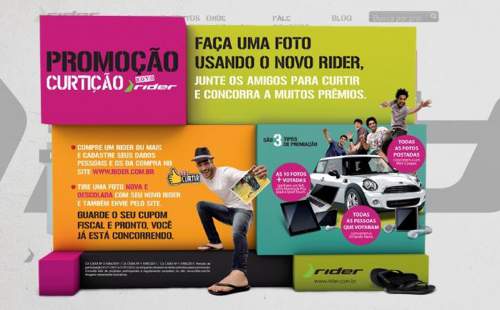 rider
BLOG
PROMOÇÃO
CURTIÇÃO
rider
FAÇA UMA FOTO
USANDO O NOVO RIDER,
JUNTE OS AMIGOS PARA CURTIR
E CONCORRA A MUITOS PRÊMIOS.
COMPRE UM RIDER OU MAIS
E CADASTRE SEUS DADOS
PESSOAIS E OS DA COMPRA NO
SITE WWW.RIDER.COM.BR
TIRE UMA FOTO NOVA E
DESCOLADA COM SEU NOVO RIDER
E TAMBÉM ENVIE PELO SITE.
GUARDE O SEU CUPOM
FISCAL E PRONTO, VOCÊ
JÁ ESTÁ CONCORRENDO.
CURTIR
SÃO 3 TIPOS
DE PREMIAÇÃO
AS 10 FOTOS
+ VOTADAS
TODAS
AS FOTOS
POSTADAS
TODAS
AS PESSOAS
QUE VOTARAM
rider
www.rider.com.br